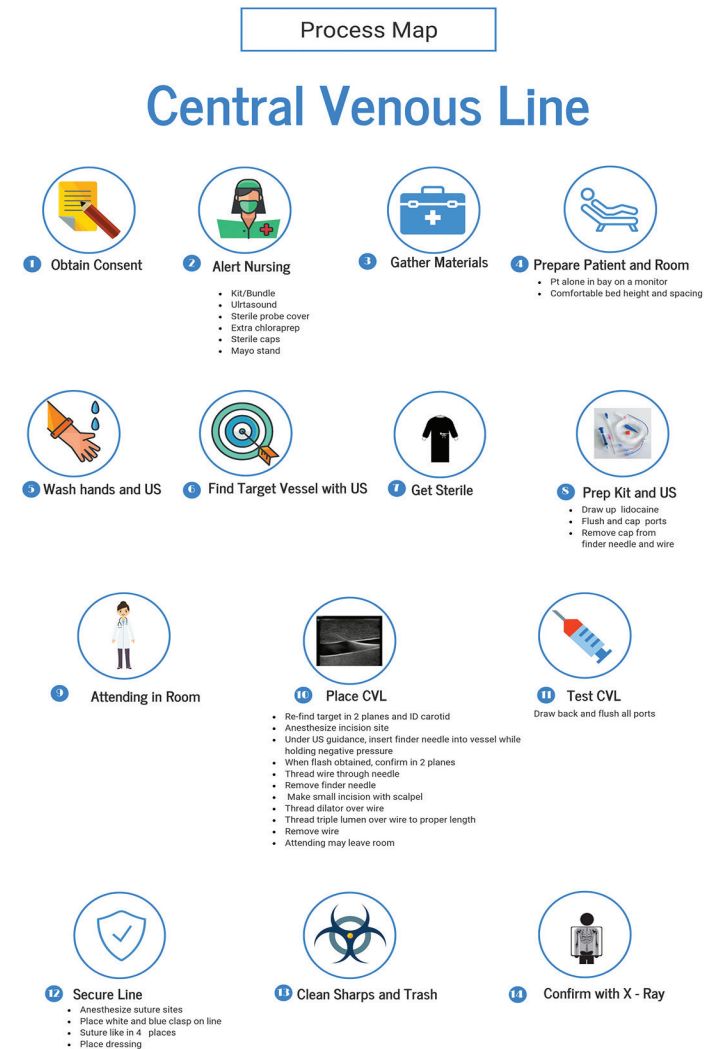 Process Map
Central Venous Line
1 Obtain Consent
2 Alert Nursing
• Kit/Bundle
• Ulrtasound
• Sterile probe cover
• Extra chloraprep
• Sterile caps
• Mayo stand
3 Gather Materials
4 Prepare Patient and Room
• Pt alone in bay on a monitor
• Comfortable bed height and spacing
5 Wash hands and US
6 Find Target Vessel with US
7 Get Sterile
8 Prep Kit and US
• Draw up lidocaine
• Flush and cap ports
• Remove cap from
finder needle and wire
9 Attending in Room
10 Place CVL
• Re-find target in 2 planes and ID carotid
• Anesthesize incision site
• Under US guidance, insert finder needle into vessel while
holding negative pressure
• When flash obtained, confirm in 2 planes
• Thread wire through needle
• Remove finder needle
• Make small incision with scalpel
• Thread dilator over wire
• Thread triple lumen over wire to proper length
• Remove wire
• Attending may leave room
11 Test CVL
Draw back and flush all ports
12 Secure Line
• Anesthesize suture sites
• Place white and blue clasp on line
• Suture like in 4 places
• Place dressing
13 Clean Sharps and Trash
14 Confirm with X - Ray